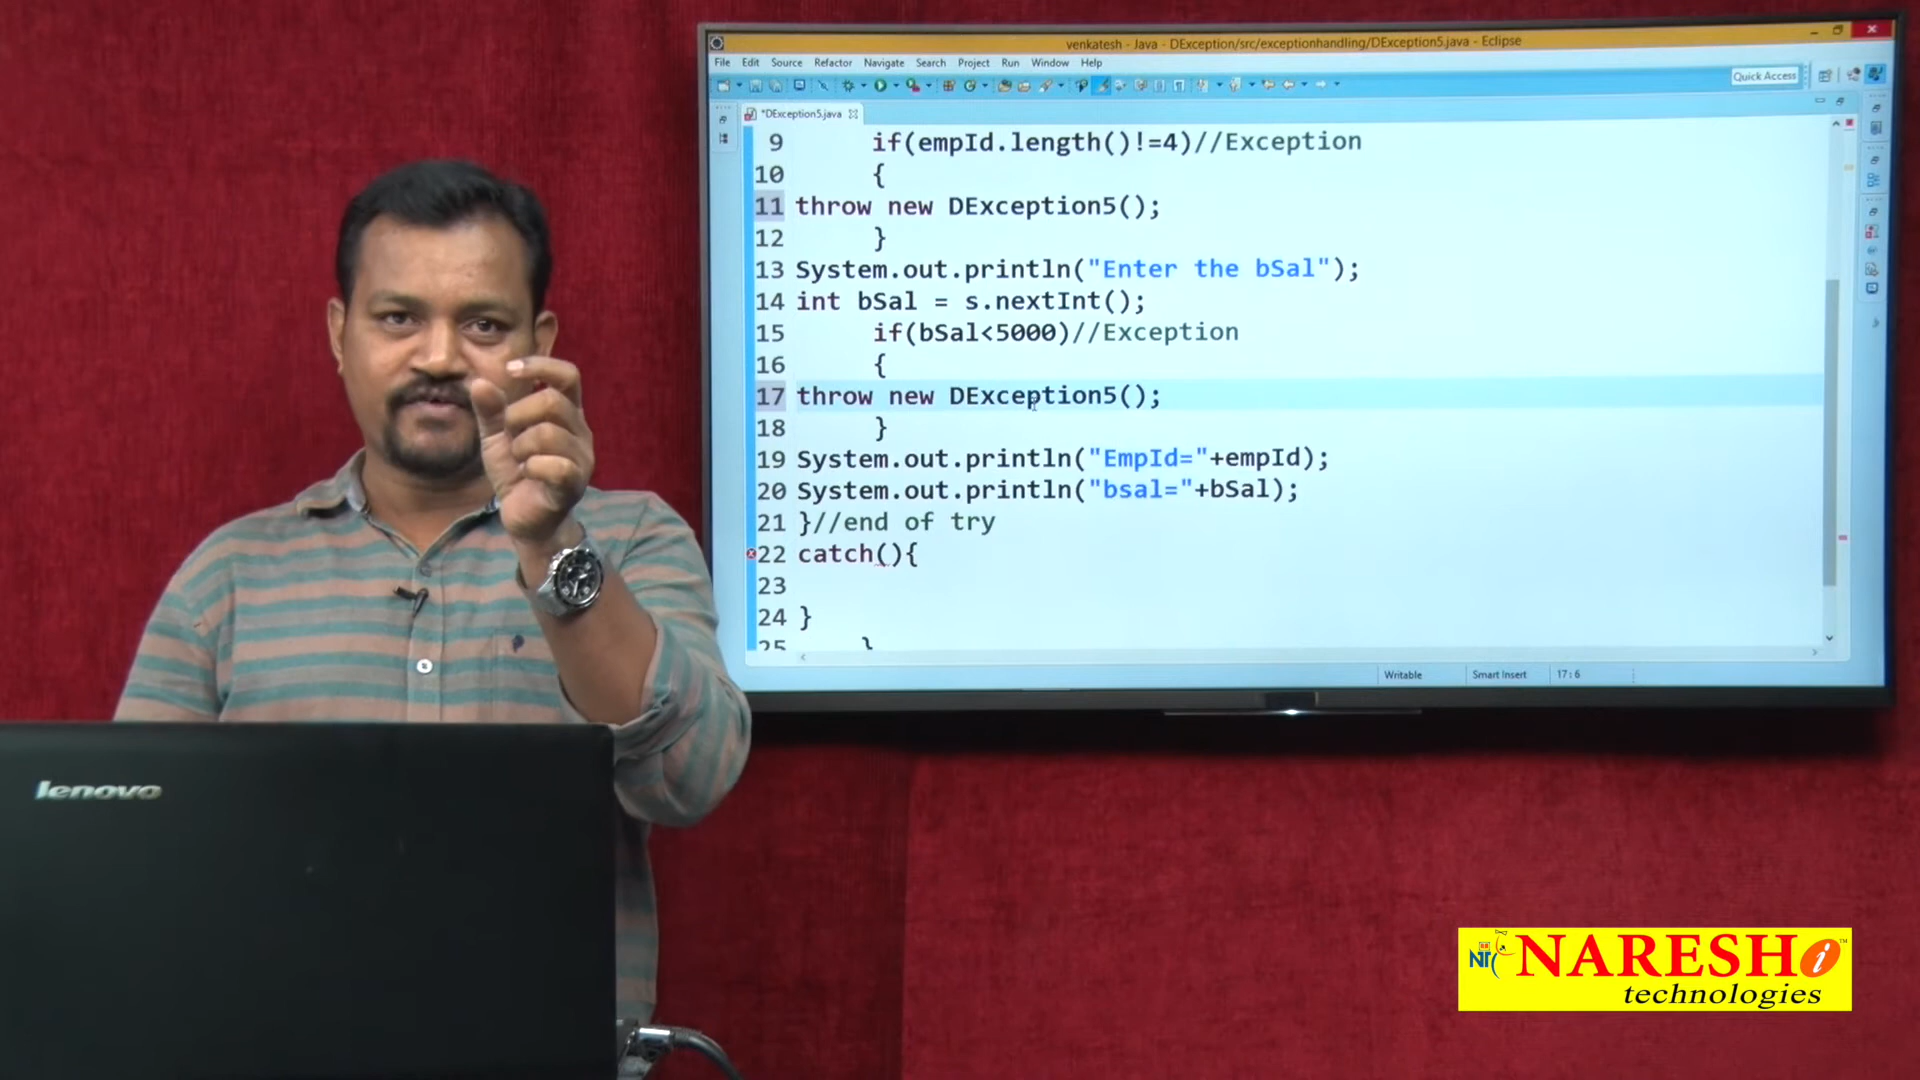 venkatesh - Java - DException/src/exceptionhandling/DException5.java - Eclipse
File Edit Source Refactor Navigate Search Project Run Window Help
Quick Access
*DException5.java
9 if(empId.length()!=4)//Exception
10 {
11 throw new DException5();
12 }
13 System.out.println("Enter the bSal");
14 int bSal = s.nextInt();
15 if(bSal<5000)//Exception
16 {
17 throw new DException5();
18 }
19 System.out.println("EmpId="+empId);
20 System.out.println("bsal="+bSal);
21 }//end of try
22 catch(){
23
24 }
25 }
Writable Smart Insert 17:6
lenovo
NARESH i
technologies